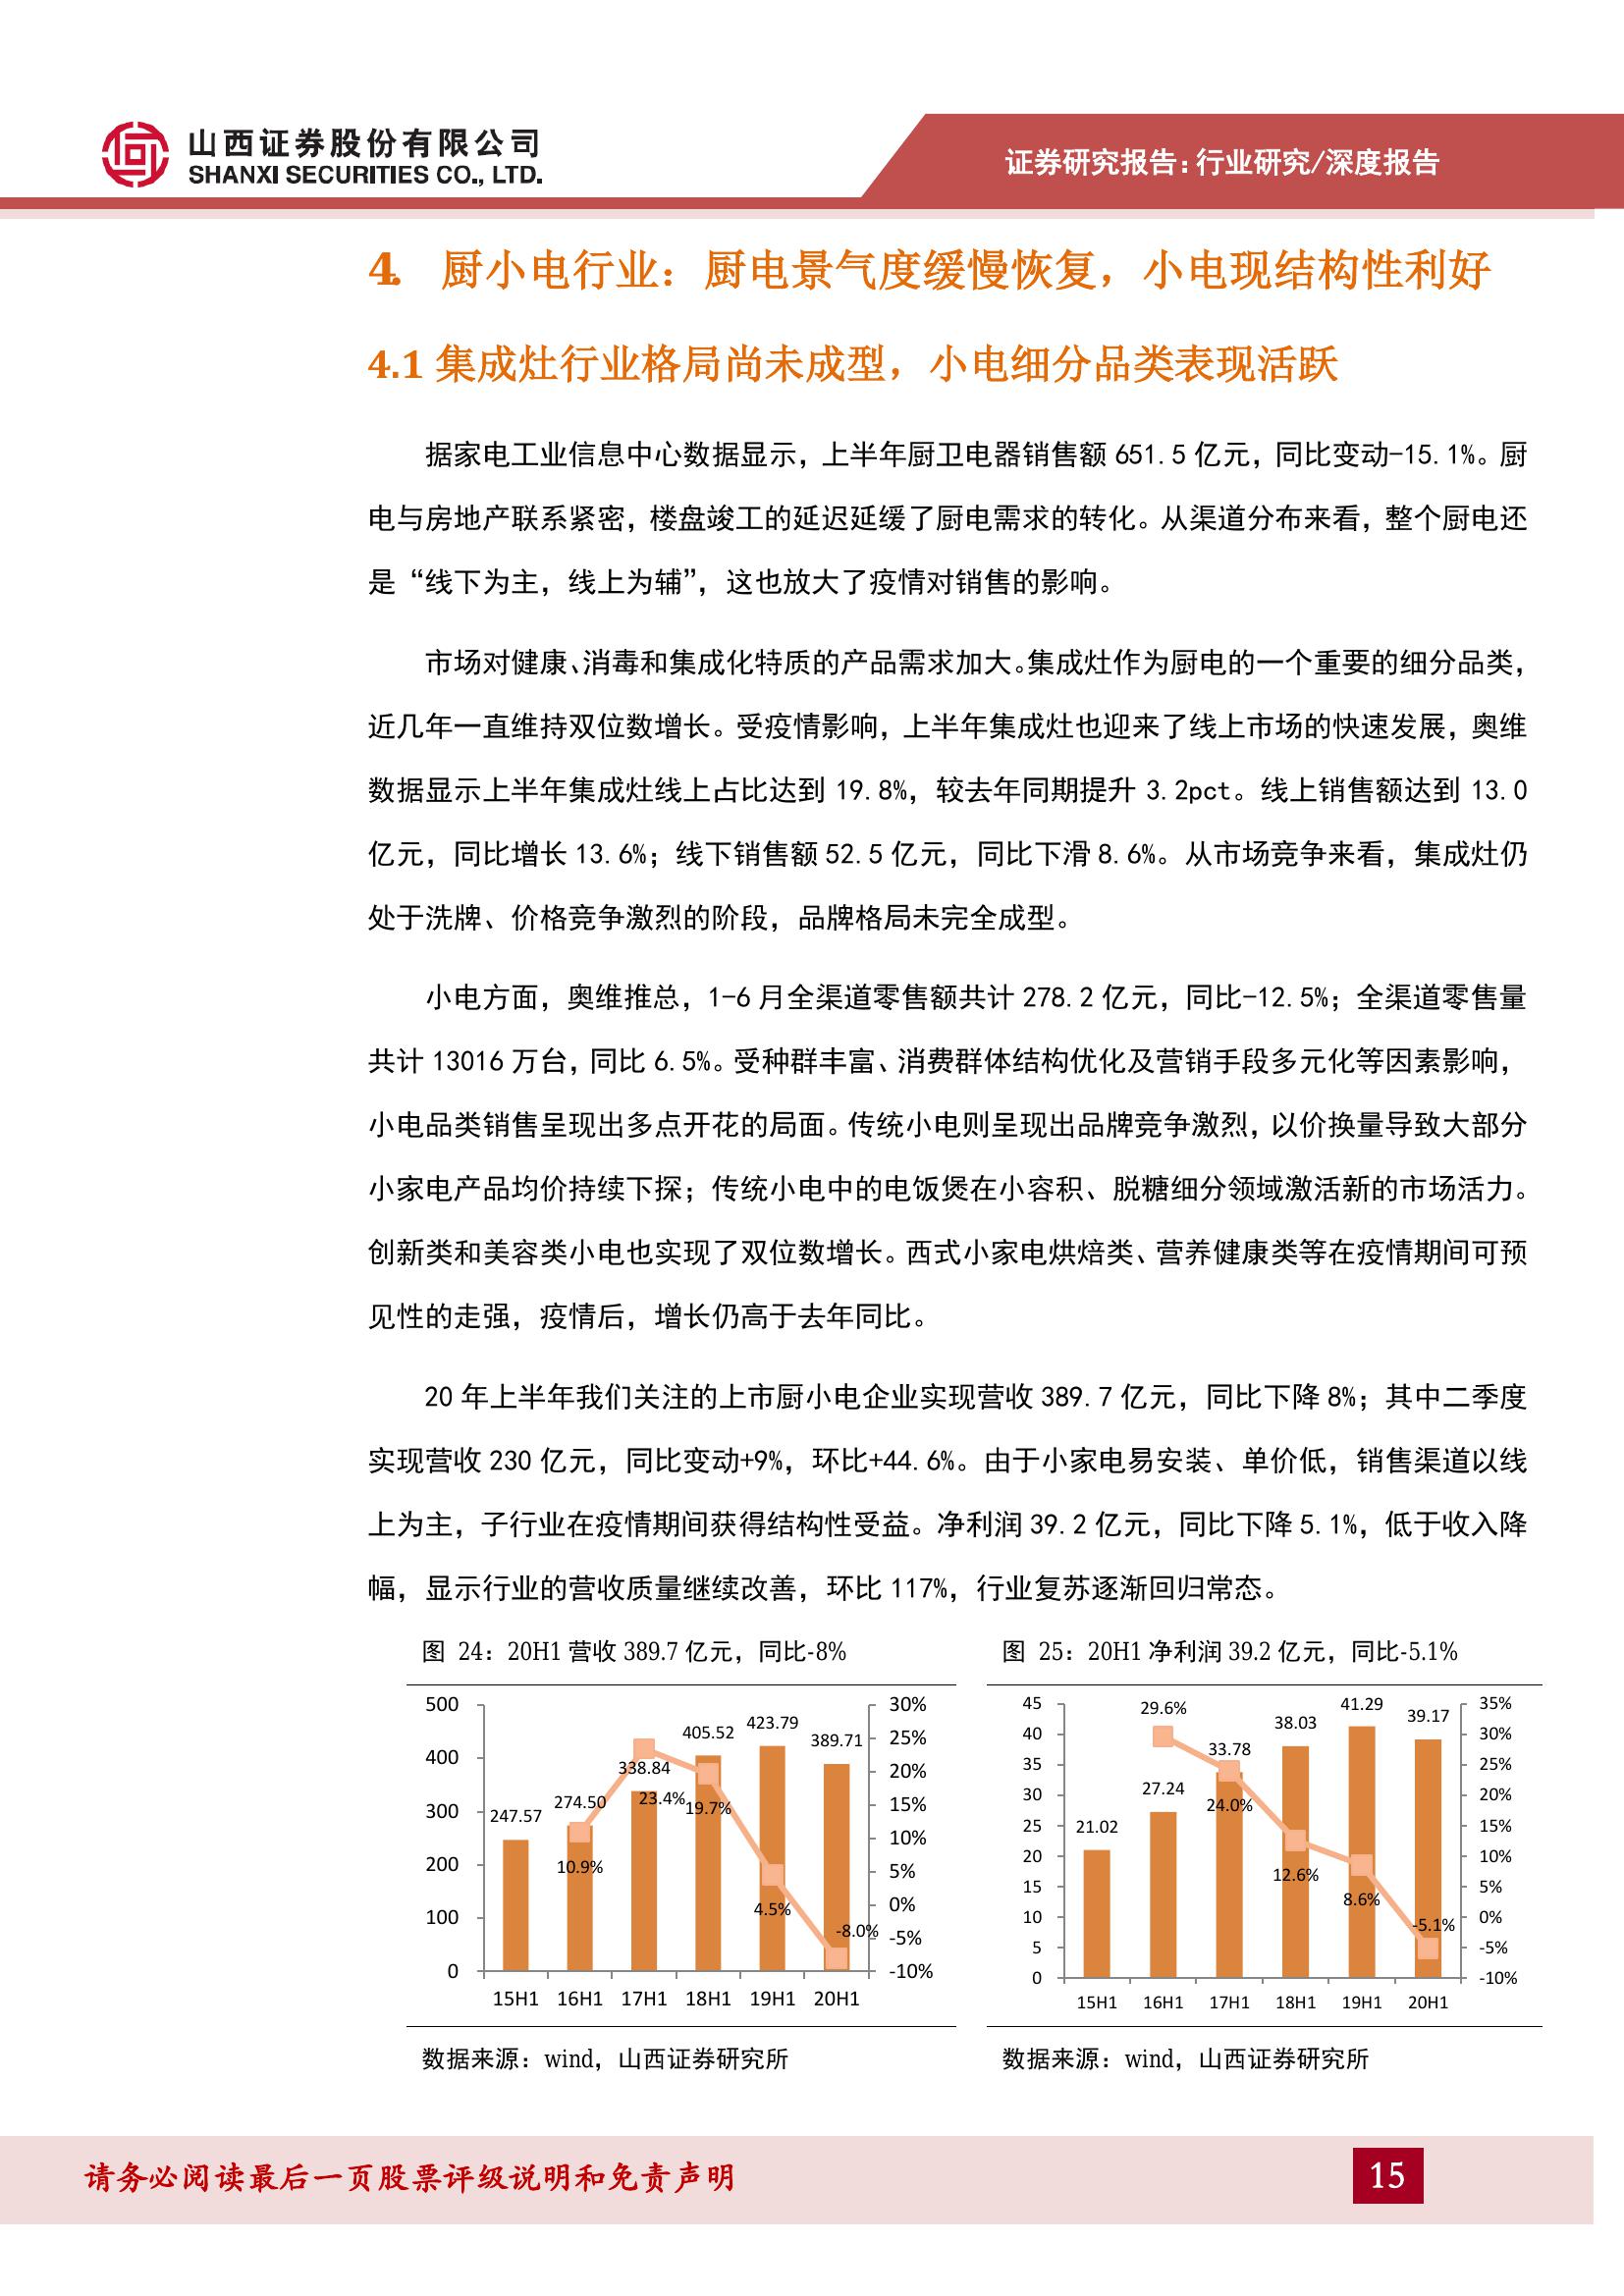 山西证券股份有限公司
SHANXI SECURITIES CO., LTD.
证券研究报告：行业研究/深度报告
4. 厨小电行业：厨电景气度缓慢恢复，小电现结构性利好
4.1 集成灶行业格局尚未成型，小电细分品类表现活跃
据家电工业信息中心数据显示，上半年厨卫电器销售额 651.5 亿元，同比变动-15.1%。厨
电与房地产联系紧密，楼盘竣工的延迟延缓了厨电需求的转化。从渠道分布来看，整个厨电还
是“线下为主，线上为辅”，这也放大了疫情对销售的影响。
市场对健康、消毒和集成化特质的产品需求加大。集成灶作为厨电的一个重要的细分品类，
近几年一直维持双位数增长。受疫情影响，上半年集成灶也迎来了线上市场的快速发展，奥维
数据显示上半年集成灶线上占比达到 19.8%，较去年同期提升 3.2pct。线上销售额达到 13.0
亿元，同比增长 13.6%；线下销售额 52.5 亿元，同比下滑 8.6%。从市场竞争来看，集成灶仍
处于洗牌、价格竞争激烈的阶段，品牌格局未完全成型。
小电方面，奥维推总，1-6 月全渠道零售额共计 278.2 亿元，同比-12.5%；全渠道零售量
共计 13016 万台，同比 6.5%。受种群丰富、消费群体结构优化及营销手段多元化等因素影响，
小电品类销售呈现出多点开花的局面。传统小电则呈现出品牌竞争激烈，以价换量导致大部分
小家电产品均价持续下探；传统小电中的电饭煲在小容积、脱糖细分领域激活新的市场活力。
创新类和美容类小电也实现了双位数增长。西式小家电烘焙类、营养健康类等在疫情期间可预
见性的走强，疫情后，增长仍高于去年同比。
20 年上半年我们关注的上市厨小电企业实现营收 389.7 亿元，同比下降 8%；其中二季度
实现营收 230 亿元，同比变动+9%，环比+44.6%。由于小家电易安装、单价低，销售渠道以线
上为主，子行业在疫情期间获得结构性受益。净利润 39.2 亿元，同比下降 5.1%，低于收入降
幅，显示行业的营收质量继续改善，环比 117%，行业复苏逐渐回归常态。
图 24：20H1 营收 389.7 亿元，同比-8%
500
400
300
200
100
0
30%
25%
20%
15%
10%
5%
0%
-5%
-10%
247.57
274.50
338.84
405.52
423.79
389.71
10.9%
23.4%
19.7%
4.5%
-8.0%
15H1 16H1 17H1 18H1 19H1 20H1
数据来源：wind，山西证券研究所
图 25：20H1 净利润 39.2 亿元，同比-5.1%
45
40
35
30
25
20
15
10
5
0
35%
30%
25%
20%
15%
10%
5%
0%
-5%
-10%
21.02
27.24
33.78
38.03
41.29
39.17
29.6%
24.0%
12.6%
8.6%
-5.1%
15H1 16H1 17H1 18H1 19H1 20H1
数据来源：wind，山西证券研究所
请务必阅读最后一页股票评级说明和免责声明
15